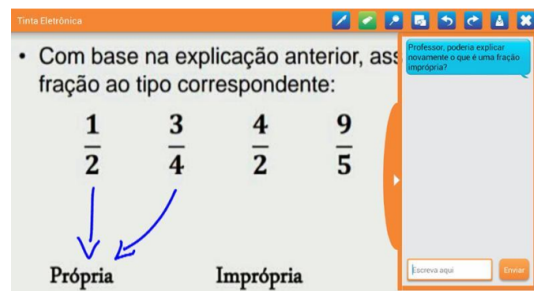 Tinta Eletrônica
• Com base na explicação anterior, ass
fração ao tipo correspondente:
1 3 4 9
2 4 2 5
Própria Imprópria
Professor, poderia explicar
novamente o que é uma fração
imprópria?
Escreva aqui Enviar